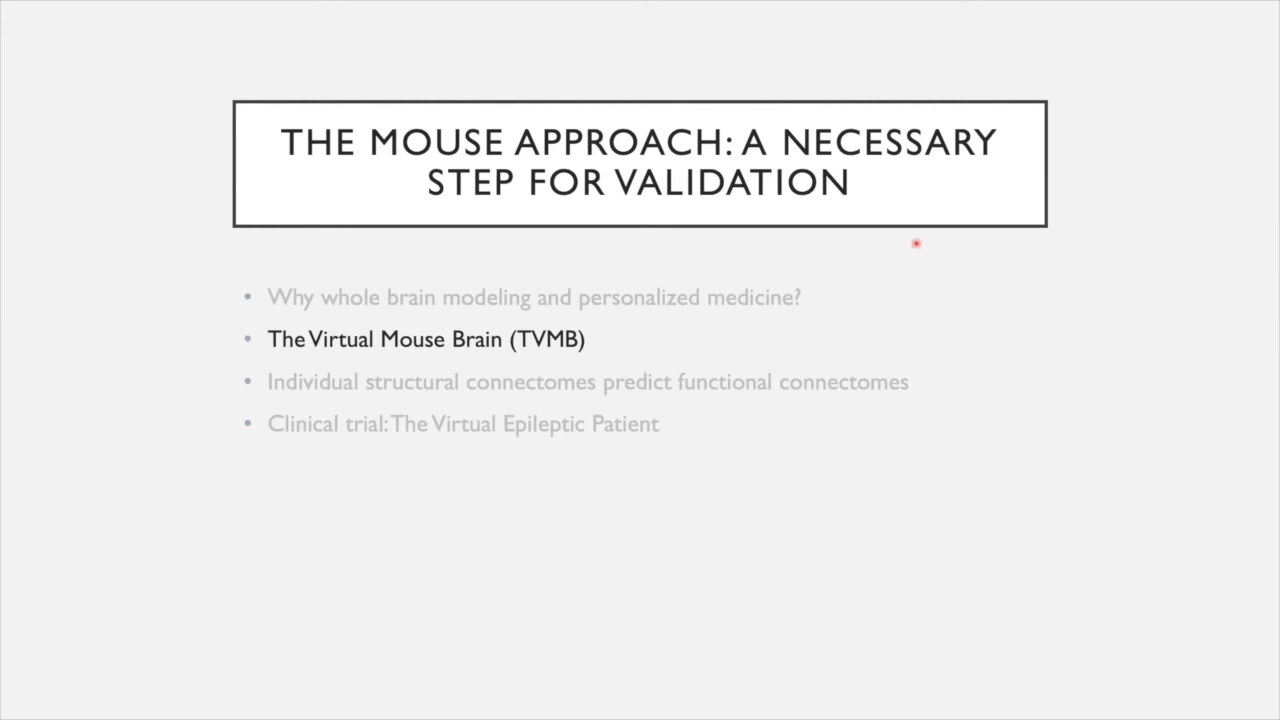 THE MOUSE APPROACH: A NECESSARY
STEP FOR VALIDATION
• Why whole brain modeling and personalized medicine?
• The Virtual Mouse Brain (TVMB)
• Individual structural connectomes predict functional connectomes
• Clinical trial: The Virtual Epileptic Patient